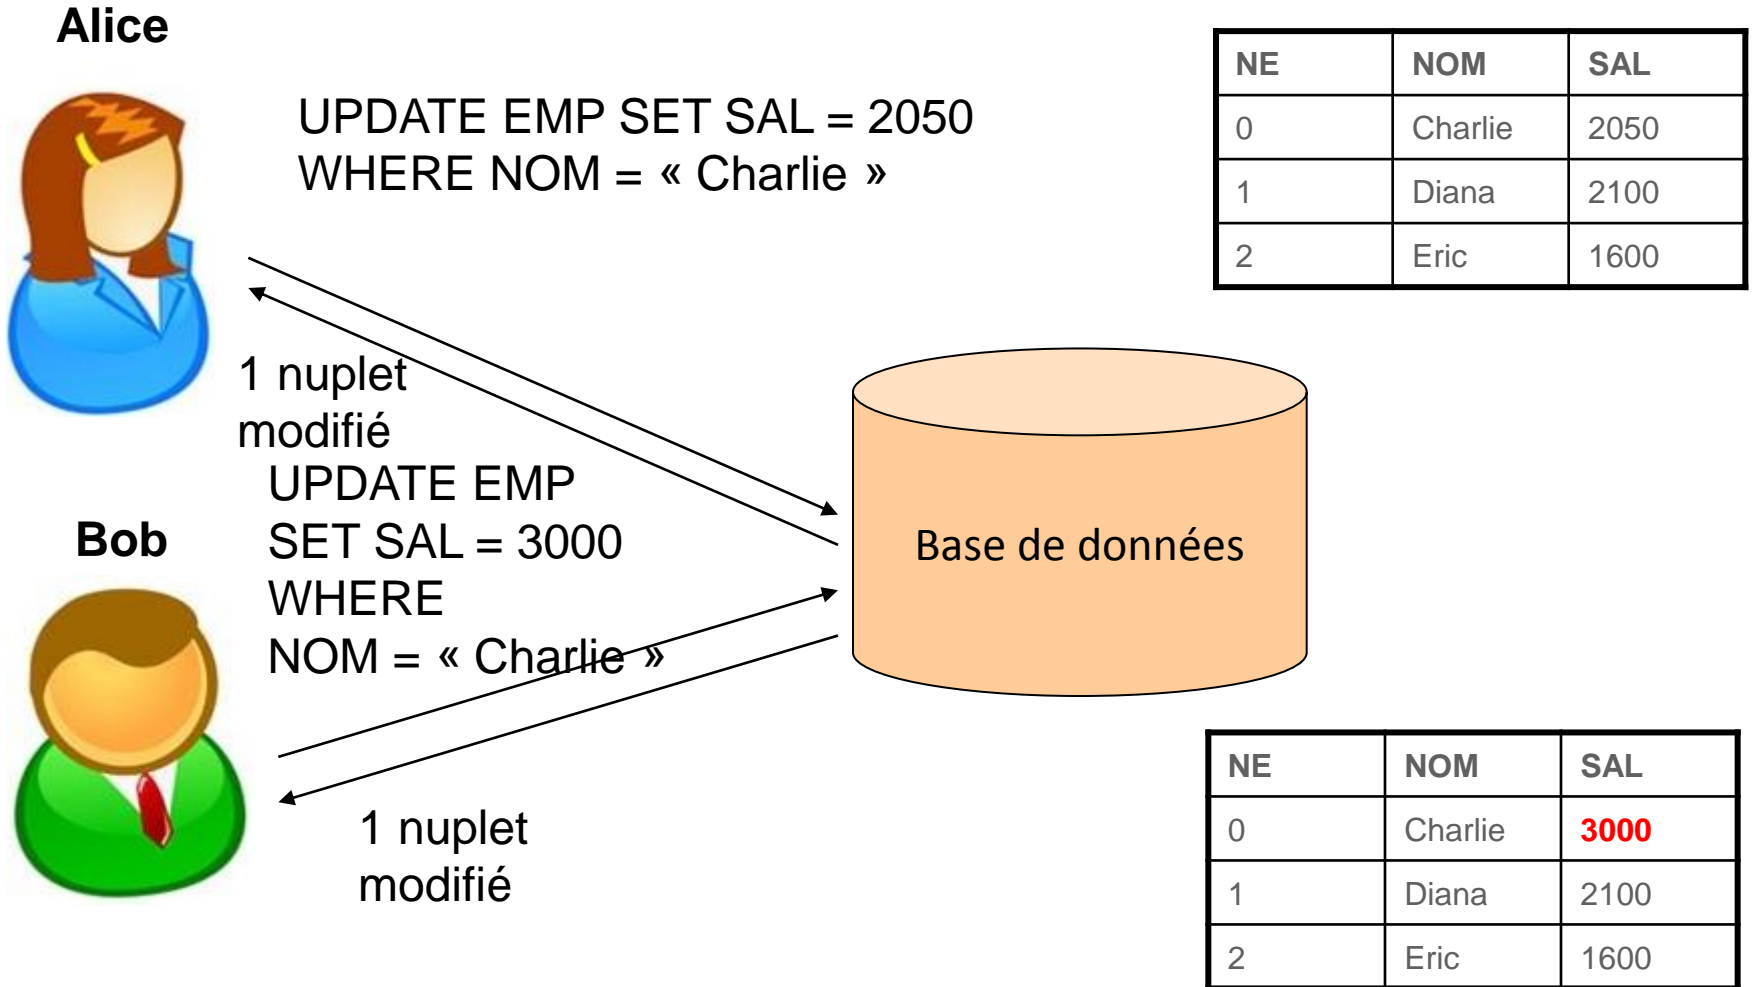 Alice
UPDATE EMP SET SAL = 2050
WHERE NOM = « Charlie »
NE NOM SAL
0 Charlie 2050
1 Diana 2100
2 Eric 1600
1 nuplet
modifié
Bob
UPDATE EMP
SET SAL = 3000
WHERE
NOM = « Charlie »
Base de données
1 nuplet
modifié
NE NOM SAL
0 Charlie 3000
1 Diana 2100
2 Eric 1600